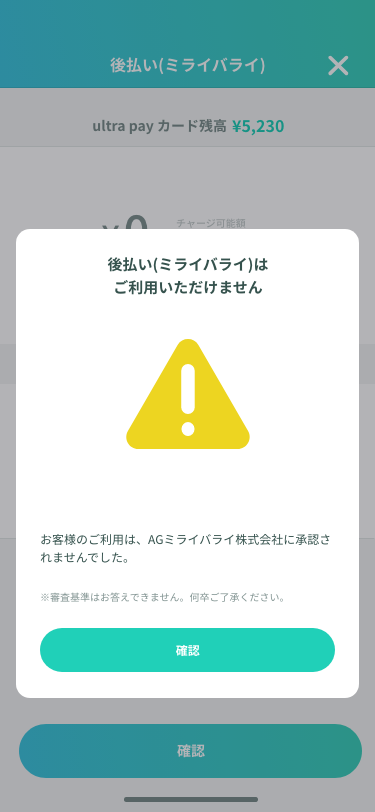 後払い(ミライバライ)
ultra pay カード残高 ¥5,230
チャージ可能額
¥0
後払い(ミライバライ)は
ご利用いただけません
お客様のご利用は、AGミライバライ株式会社に承認さ
れませんでした。
※審査基準はお答えできません。何卒ご了承ください。
確認
確認